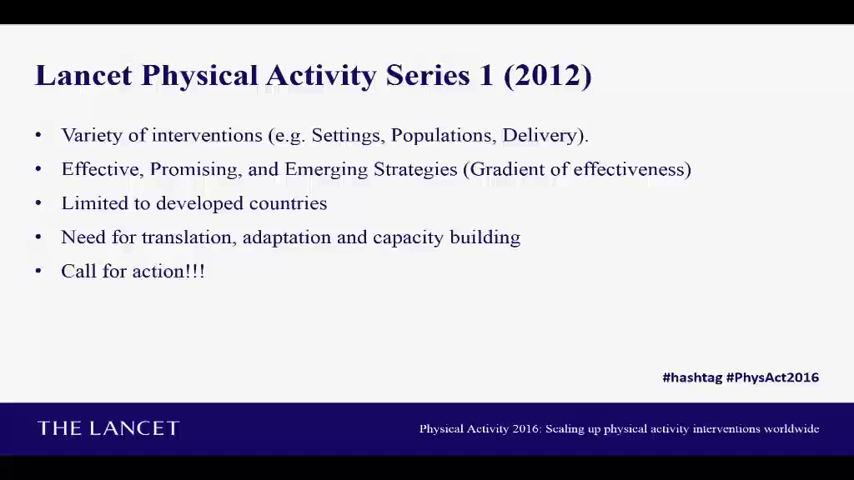 Lancet Physical Activity Series 1 (2012)
• Variety of interventions (e.g. Settings, Populations, Delivery).
• Effective, Promising, and Emerging Strategies (Gradient of effectiveness)
• Limited to developed countries
• Need for translation, adaptation and capacity building
• Call for action!!!
#hashtag #PhysAct2016
THE LANCET
Physical Activity 2016: Scaling up physical activity interventions worldwide